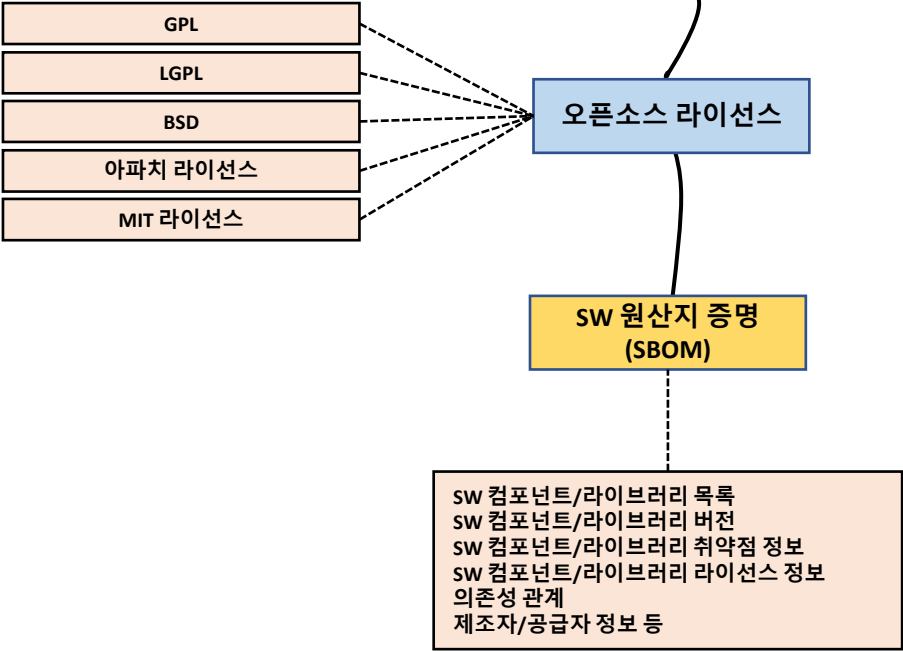 GPL
LGPL
BSD
아파치 라이선스
MIT 라이선스
오픈소스 라이선스
SW 원산지 증명
(SBOM)
SW 컴포넌트/라이브러리 목록
SW 컴포넌트/라이브러리 버전
SW 컴포넌트/라이브러리 취약점 정보
SW 컴포넌트/라이브러리 라이선스 정보
의존성 관계
제조자/공급자 정보 등